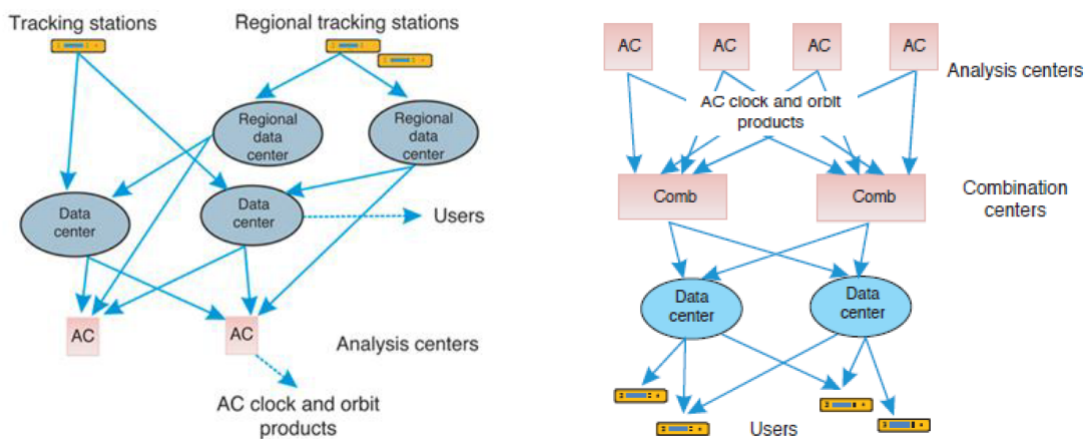 Tracking stations
Regional tracking stations
Regional
data
center
Regional
data
center
Data
center
Data
center
Users
AC
AC
Analysis centers
AC clock and orbit
products
AC
AC
AC
AC
Analysis centers
AC clock and orbit
products
Comb
Comb
Combination
centers
Data
center
Data
center
Users